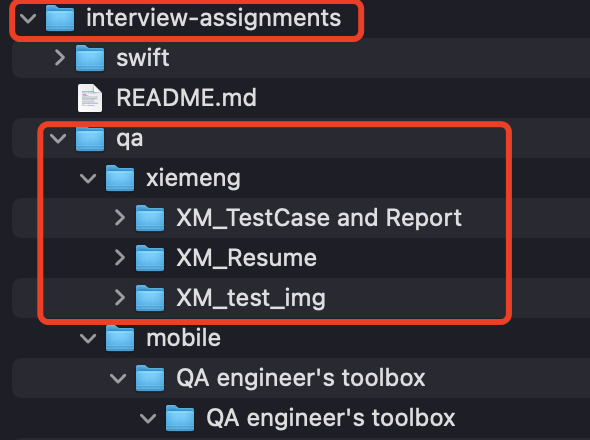 interview-assignments
swift
README.md
qa
xiemeng
XM_TestCase and Report
XM_Resume
XM_test_img
mobile
QA engineer's toolbox
QA engineer's toolbox